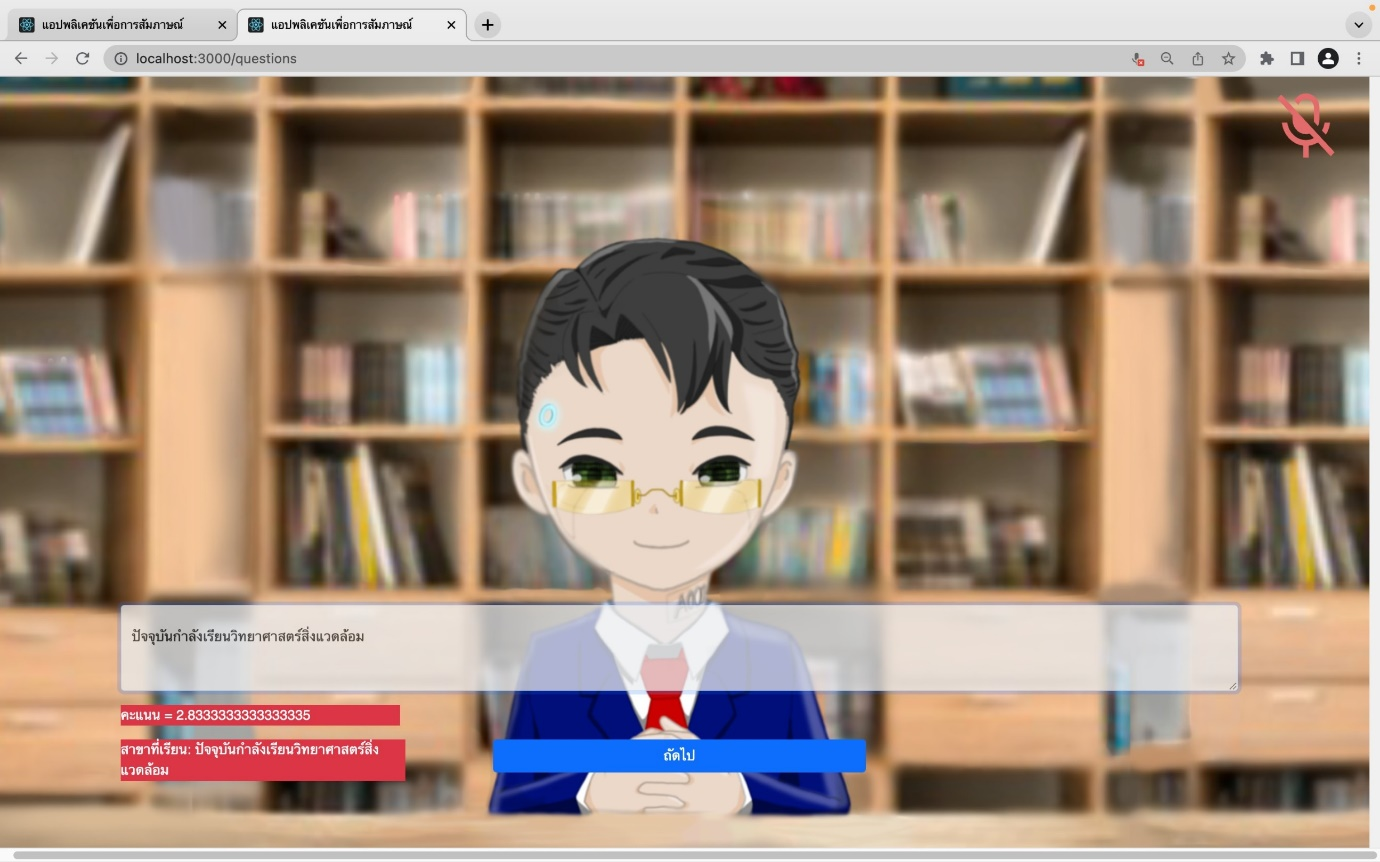 แอปพลิเคชันเพื่อการสัมภาษณ์
แอปพลิเคชันเพื่อการสัมภาษณ์
localhost:3000/questions
ปัจจุบันกำลังเรียนวิทยาศาสตร์สิ่งแวดล้อม
คะแนน = 2.8333333333333335
สาขาที่เรียน: ปัจจุบันกำลังเรียนวิทยาศาสตร์สิ่ง
แวดล้อม
ถัดไป